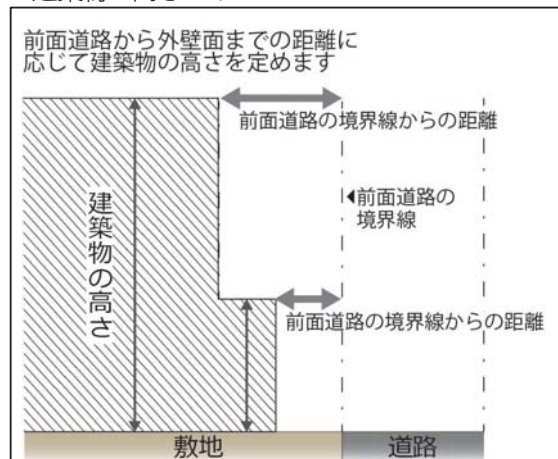 前面道路から外壁面までの距離に
応じて建築物の高さを定めます
前面道路の境界線からの距離
◀前面道路の
境界線
建築物の高さ
前面道路の境界線からの距離
敷地
道路